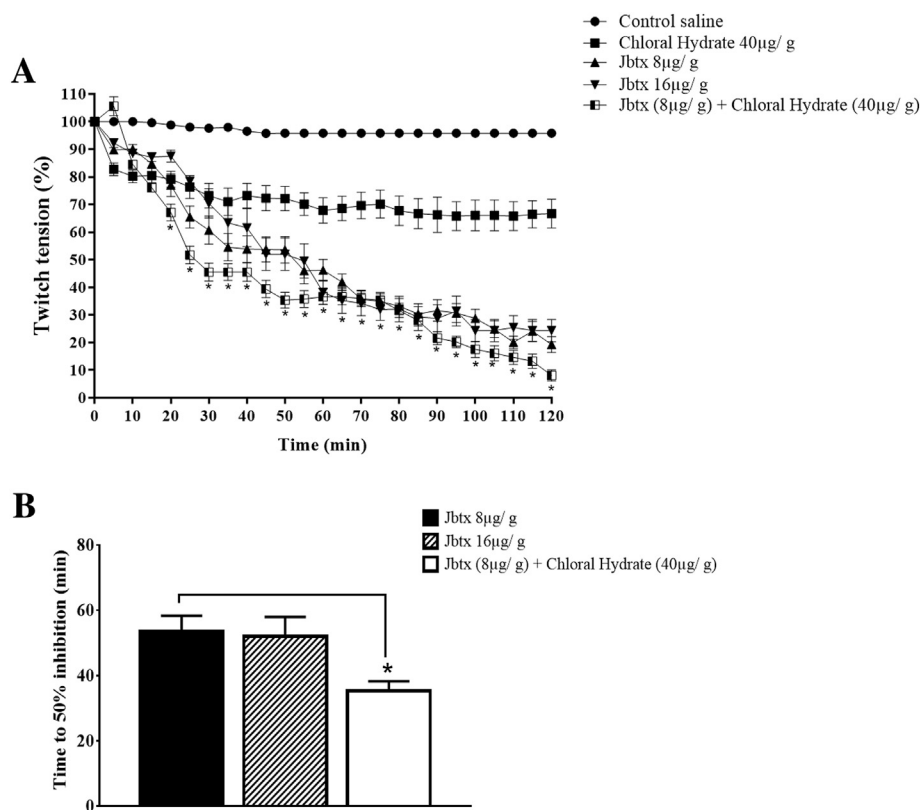 Control saline
Chloral Hydrate 40µg/ g
Jbtx 8µg/ g
Jbtx 16µg/ g
Jbtx (8µg/ g) + Chloral Hydrate (40µg/ g)
A
Twitch tension (%)
110
100
90
80
70
60
50
40
30
20
10
0
* * * * * * * * * * * * * * * * * * * * *
0 10 20 30 40 50 60 70 80 90 100 110 120
Time (min)
B
Jbtx 8µg/ g
Jbtx 16µg/ g
Jbtx (8µg/ g) + Chloral Hydrate (40µg/ g)
Time to 50% inhibition (min)
80
60
40
20
0
*